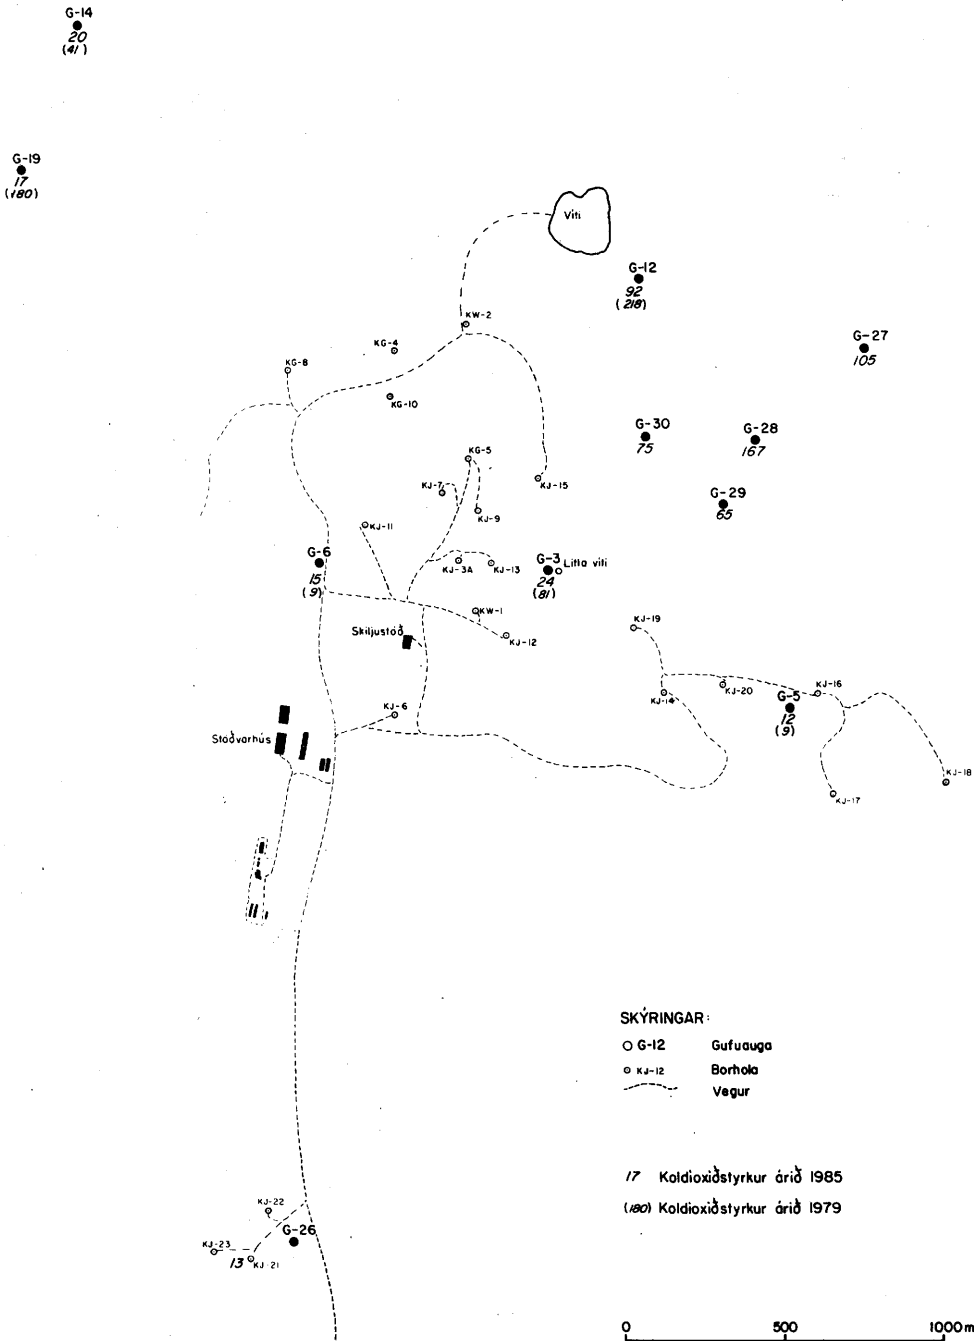 G-14
20
(41)
G-19
17
(180)
Víti
G-12
92
(218)
KW-2
G-27
105
KG-4
KG-8
KG-10
G-30
75
G-28
167
KG-5
KJ-7
KJ-15
G-29
65
KJ-9
KJ-11
G-6
15
(9)
KJ-3A
KJ-13
G-3
24
(81)
Litla víti
KW-1
KJ-12
Skiljustöð
KJ-19
KJ-14
KJ-20
KJ-16
G-5
12
(9)
KJ-6
Stöðvarhús
KJ-18
KJ-17
SKÝRINGAR:
G-12 Gufuauga
KJ-12 Borhola
Vegur
17 Koldioxiðstyrkur árið 1985
(180) Koldioxiðstyrkur árið 1979
KJ-22
G-26
KJ-23
13 KJ-21
0 500 1000m